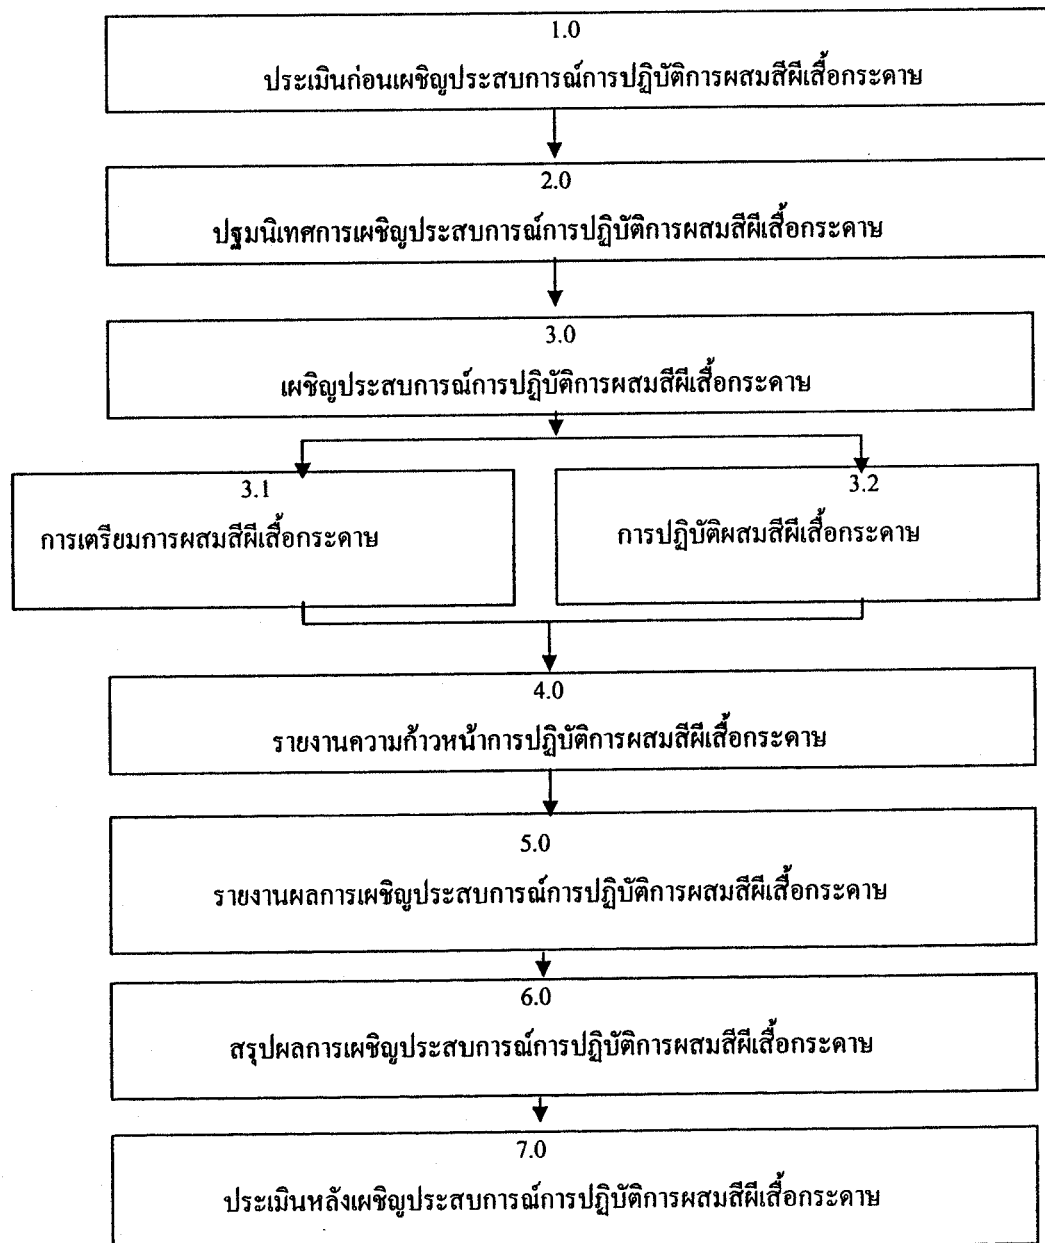 1.0
ประเมินก่อนเผชิญประสบการณ์การปฏิบัติการผสมสีผีเสื้อกระดาษ
2.0
ปฐมนิเทศการเผชิญประสบการณ์การปฏิบัติการผสมสีผีเสื้อกระดาษ
3.0
เผชิญประสบการณ์การปฏิบัติการผสมสีผีเสื้อกระดาษ
3.1
การเตรียมการผสมสีผีเสื้อกระดาษ
3.2
การปฏิบัติผสมสีผีเสื้อกระดาษ
4.0
รายงานความก้าวหน้าการปฏิบัติการผสมสีผีเสื้อกระดาษ
5.0
รายงานผลการเผชิญประสบการณ์การปฏิบัติการผสมสีผีเสื้อกระดาษ
6.0
สรุปผลการเผชิญประสบการณ์การปฏิบัติการผสมสีผีเสื้อกระดาษ
7.0
ประเมินหลังเผชิญประสบการณ์การปฏิบัติการผสมสีผีเสื้อกระดาษ